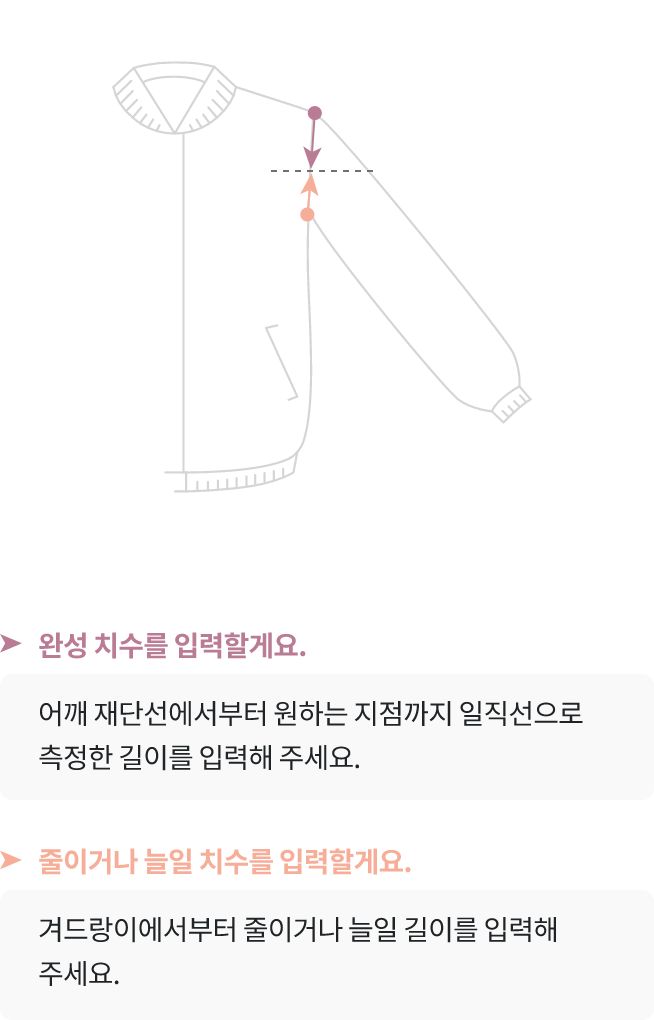 완성 치수를 입력할게요.
어깨 재단선에서부터 원하는 지점까지 일직선으로
측정한 길이를 입력해 주세요.
줄이거나 늘일 치수를 입력할게요.
겨드랑이에서부터 줄이거나 늘일 길이를 입력해
주세요.